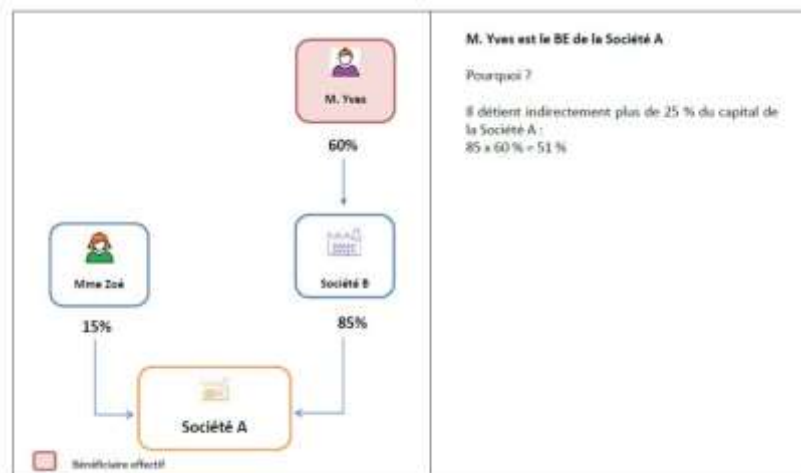 M. Yves
60%
Mme Zoé
Société B
15%
85%
Société A
Bénéficiaire effectif
M. Yves est le BE de la Société A
Pourquoi ?
Il détient indirectement plus de 25 % du capital de
la Société A :
85 x 60 % = 51 %